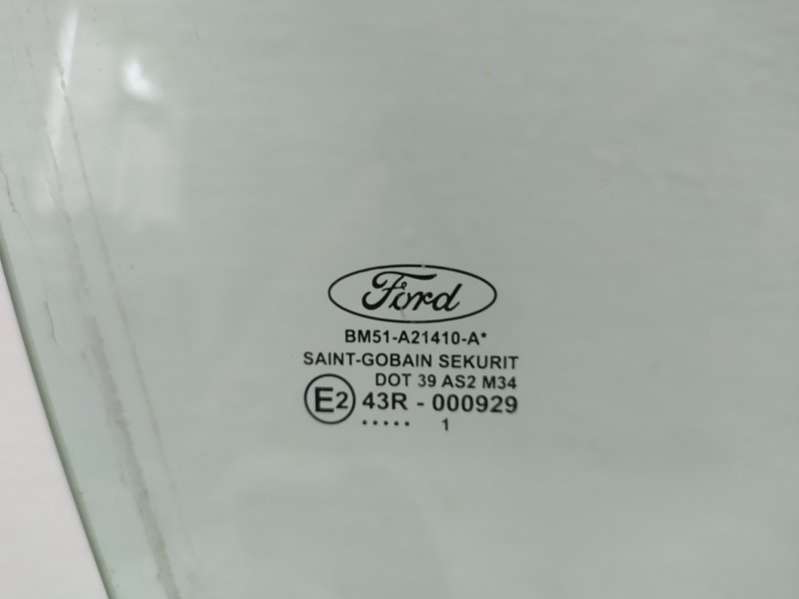 Ford
BM51-A21410-A*
SAINT-GOBAIN SEKURIT
DOT 39 AS2 M34
E2 43R - 000929
..... 1